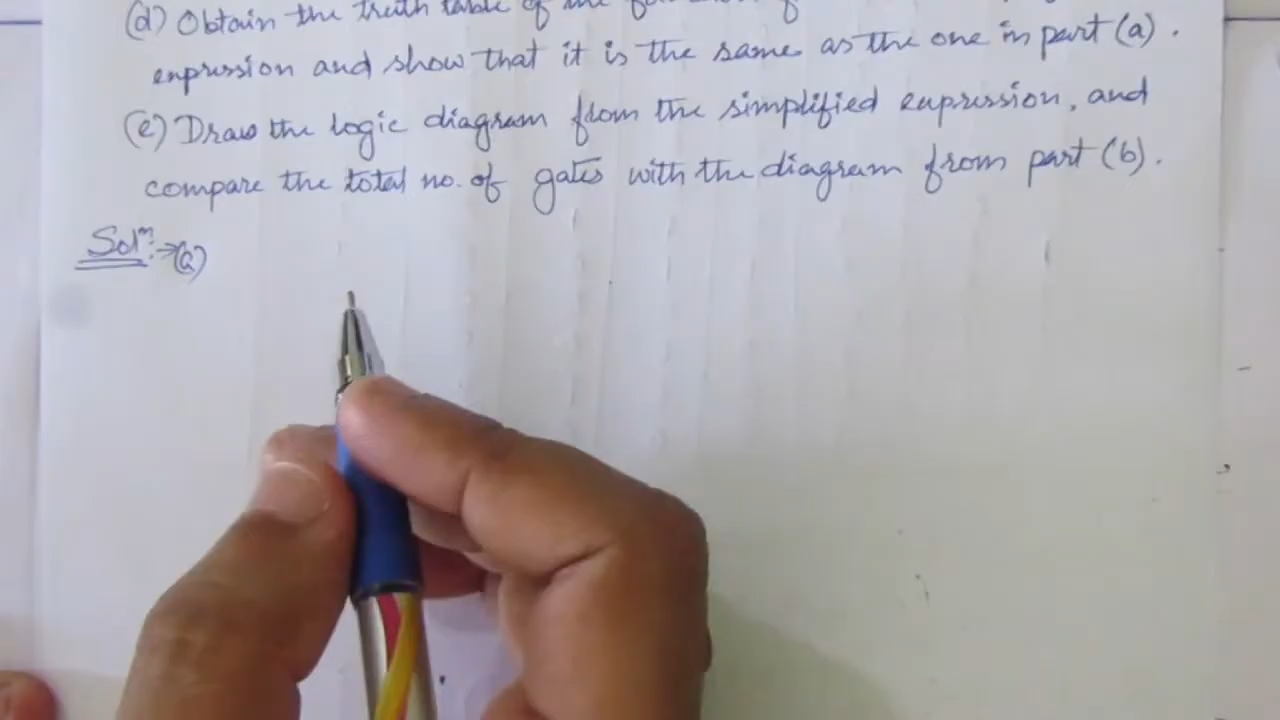 (d) Obtain the truth table of the function
expression and show that it is the same as the one in part (a).
(e) Draw the logic diagram from the simplified expression, and
compare the total no. of gates with the diagram from part (b).
Solⁿ:→(a)